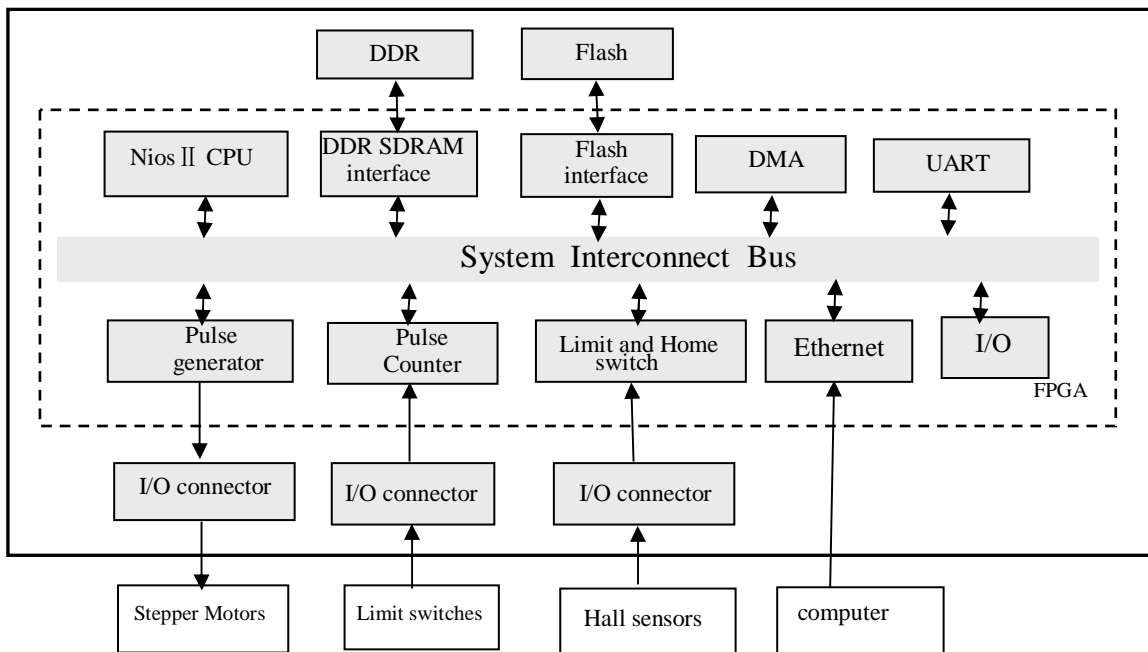 DDR
Flash
Nios Ⅱ CPU
DDR SDRAM
interface
Flash
interface
DMA
UART
System Interconnect Bus
Pulse
generator
Pulse
Counter
Limit and Home
switch
Ethernet
I/O
FPGA
I/O connector
I/O connector
I/O connector
Stepper Motors
Limit switches
Hall sensors
computer